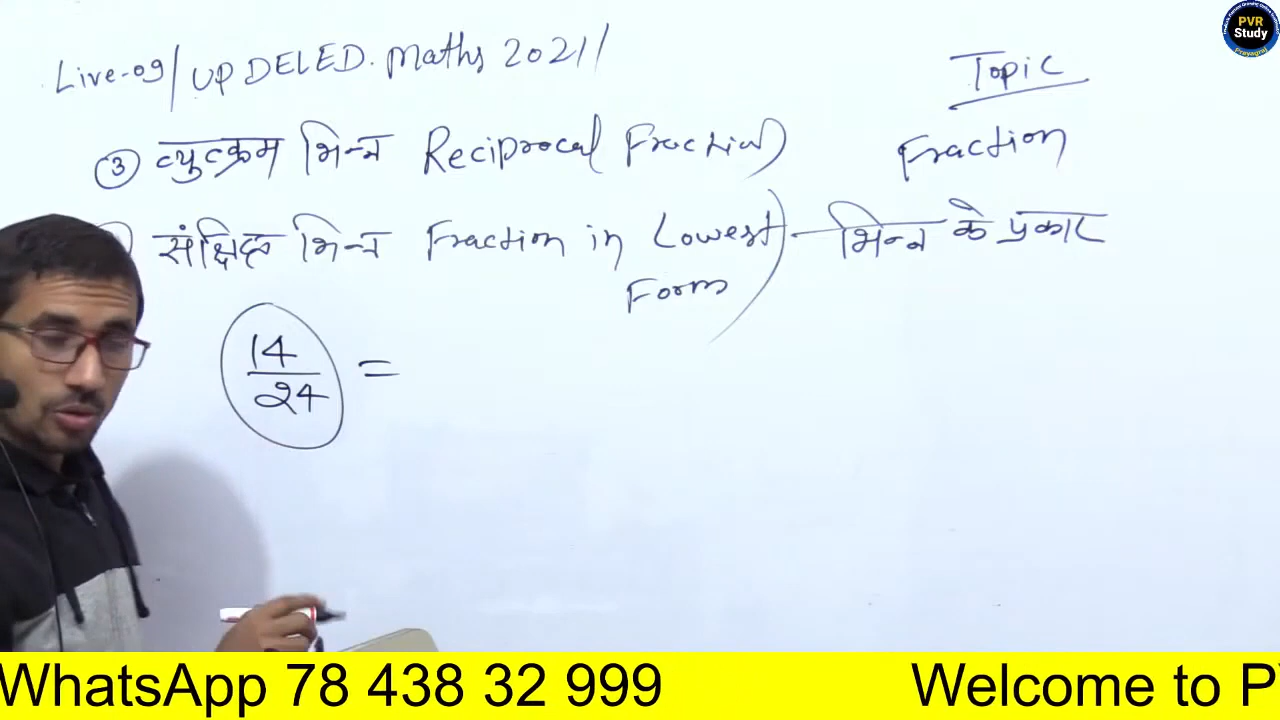 Live-09/ UP DELED. Maths 2021/
Topic
Fraction
③ व्युत्क्रम भिन्न Reciprocal Fraction)
संक्षिप्त भिन्न Fraction in Lowest) - भिन्न के प्रकार
Form
14
24 =
PVR
Study
Prayagraj
WhatsApp 78 438 32 999 Welcome to P